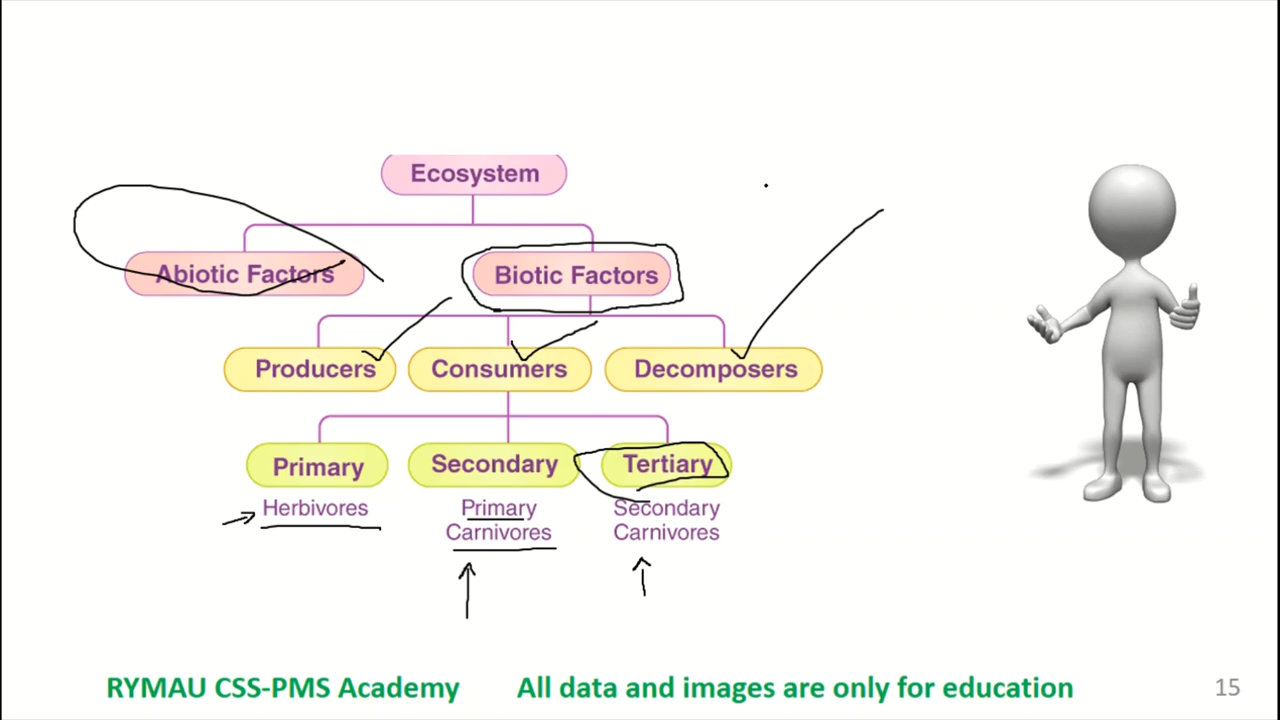 Ecosystem
Abiotic Factors
Biotic Factors
Producers
Consumers
Decomposers
Primary
Secondary
Tertiary
Herbivores
Primary
Carnivores
Secondary
Carnivores
RYMAU CSS-PMS Academy
All data and images are only for education
15